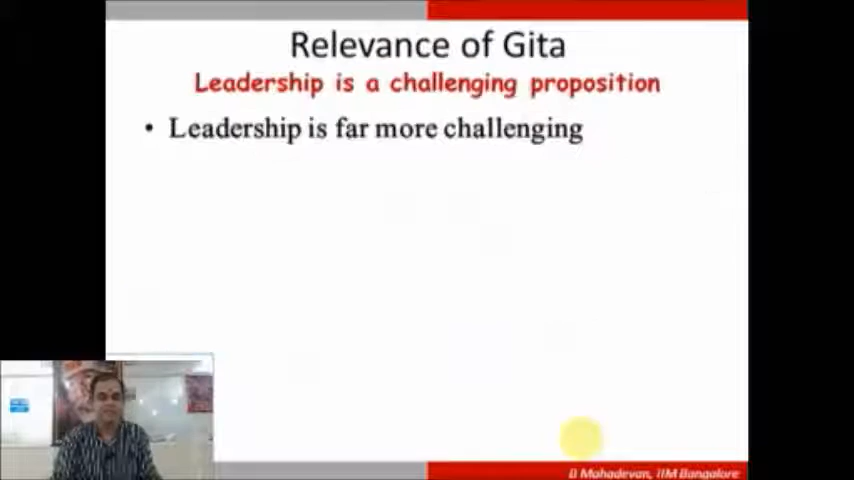 Relevance of Gita
Leadership is a challenging proposition
• Leadership is far more challenging
B Mahadevan, IIM Bangalore